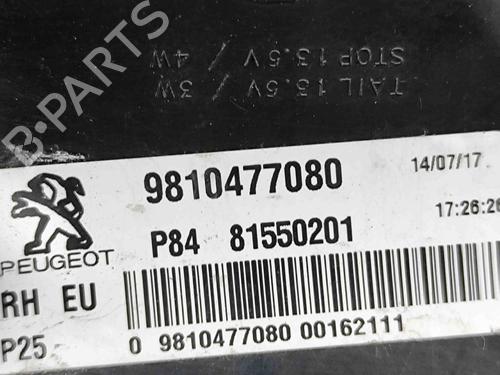 TAIL 13.5V / 3W
STOP 13.5V / 4W
B-PARTS
9810477080
14/07/17
P84 81550201
17:26:26
PEUGEOT
RH EU
P25
0 9810477080 00162111